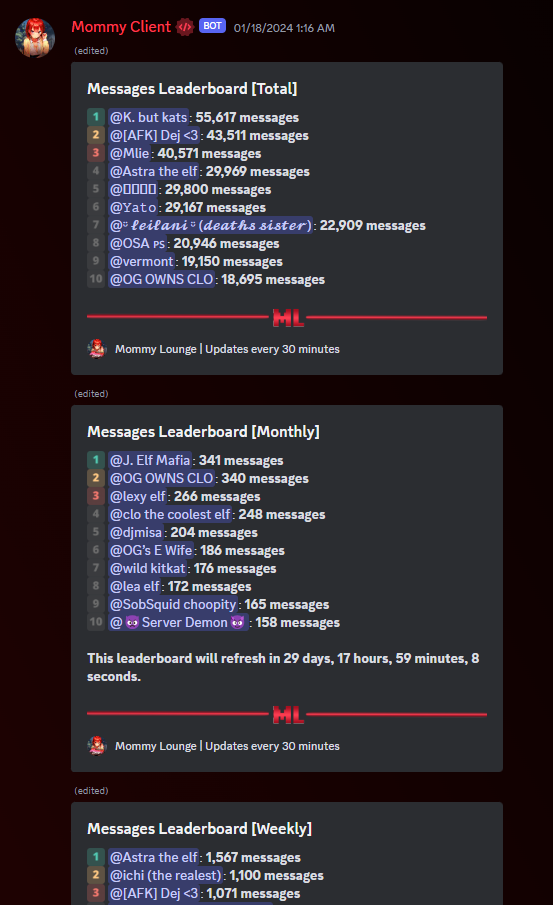 Mommy Client BOT 01/18/2024 1:16 AM
(edited)
Messages Leaderboard [Total]
1 @K. but kats: 55,617 messages
2 @[AFK] Dej <3: 43,511 messages
3 @Mlie: 40,571 messages
4 @Astra the elf: 29,969 messages
5 @▯▯▯▯: 29,800 messages
6 @𝚈𝚊𝚝𝚘: 29,167 messages
7 @ᵕ̈ 𝓵𝓮𝓲𝓵𝓪𝓷𝓲 ᵕ̈ (𝓭𝓮𝓪𝓽𝓱𝓼 𝓼𝓲𝓼𝓽𝓮𝓻): 22,909 messages
8 @OSA ᴘꜱ: 20,946 messages
9 @vermont: 19,150 messages
10 @OG OWNS CLO: 18,695 messages
ML
Mommy Lounge | Updates every 30 minutes
(edited)
Messages Leaderboard [Monthly]
1 @J. Elf Mafia: 341 messages
2 @OG OWNS CLO: 340 messages
3 @lexy elf: 266 messages
4 @clo the coolest elf: 248 messages
5 @djmisa: 204 messages
6 @OG's E Wife: 186 messages
7 @wild kitkat: 176 messages
8 @lea elf: 172 messages
9 @SobSquid choopity: 165 messages
10 @😈 Server Demon😈: 158 messages
This leaderboard will refresh in 29 days, 17 hours, 59 minutes, 8
seconds.
ML
Mommy Lounge | Updates every 30 minutes
(edited)
Messages Leaderboard [Weekly]
1 @Astra the elf: 1,567 messages
2 @ichi (the realest): 1,100 messages
3 @[AFK] Dej <3: 1,071 messages